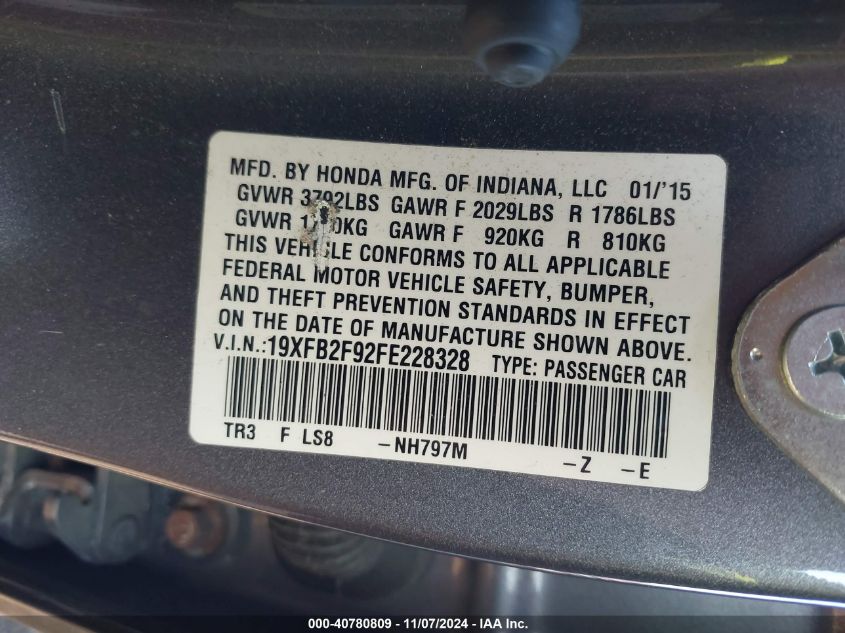 MFD. BY HONDA MFG. OF INDIANA, LLC 01/'15
GVWR 3792LBS GAWR F 2029LBS R 1786LBS
GVWR GAWR F 920KG R 810KG
THIS VEHICLE CONFORMS TO ALL APPLICABLE
FEDERAL MOTOR VEHICLE SAFETY, BUMPER,
AND THEFT PREVENTION STANDARDS IN EFFECT
ON THE DATE OF MANUFACTURE SHOWN ABOVE.
V.I.N.:19XFB2F92FE228328 TYPE: PASSENGER CAR
TR3 F LS8 -NH797M -Z -E
000-40780809 - 11/07/2024 - IAA Inc.